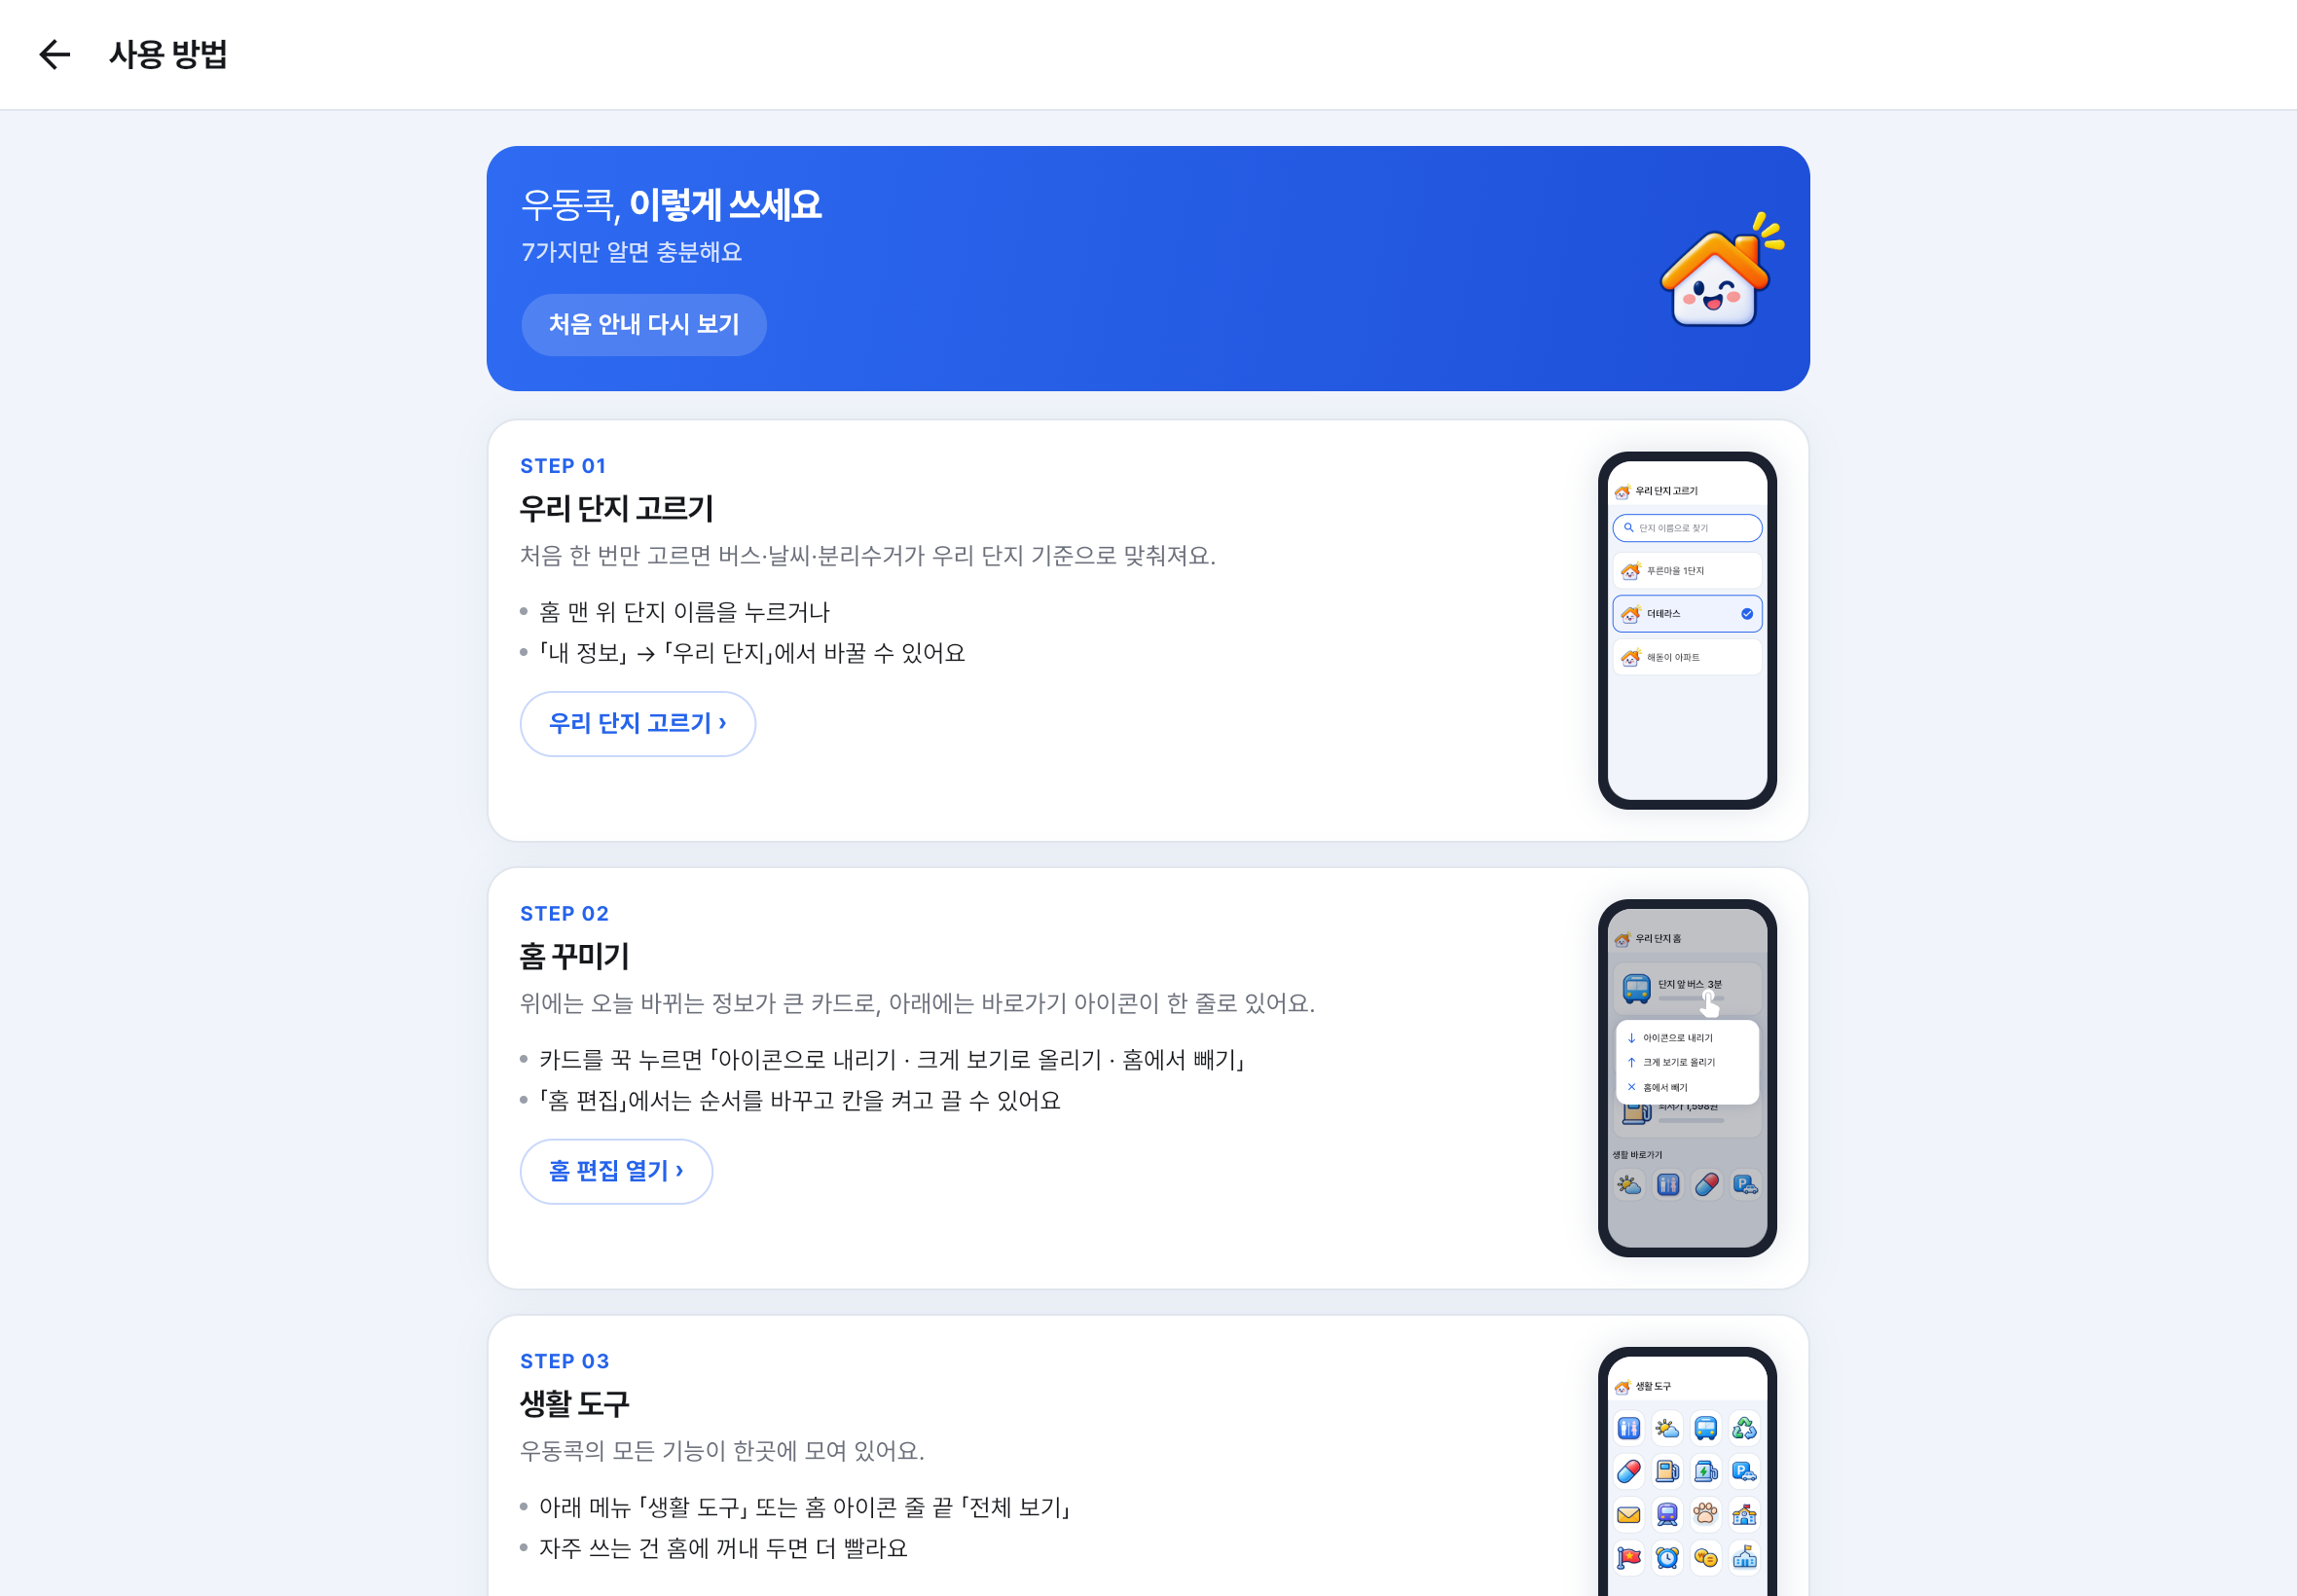 사용 방법
우동콕, 이렇게 쓰세요
7가지만 알면 충분해요
처음 안내 다시 보기
STEP 01
우리 단지 고르기
처음 한 번만 고르면 버스·날씨·분리수거가 우리 단지 기준으로 맞춰져요.
• 홈 맨 위 단지 이름을 누르거나
• 「내 정보」 → 「우리 단지」에서 바꿀 수 있어요
우리 단지 고르기 ›
우리 단지 고르기
단지 이름으로 찾기
푸른마을 1단지
더테라스
해돋이 아파트
STEP 02
홈 꾸미기
위에는 오늘 바뀌는 정보가 큰 카드로, 아래에는 바로가기 아이콘이 한 줄로 있어요.
• 카드를 꾹 누르면 「아이콘으로 내리기 · 크게 보기로 올리기 · 홈에서 빼기」
• 「홈 편집」에서는 순서를 바꾸고 칸을 켜고 끌 수 있어요
홈 편집 열기 ›
우리 단지 홈
단지 앞 버스 3분
↓ 아이콘으로 내리기
↑ 크게 보기로 올리기
× 홈에서 빼기
최저가 1,598원
생활 바로가기
P
STEP 03
생활 도구
우동콕의 모든 기능이 한곳에 모여 있어요.
• 아래 메뉴 「생활 도구」 또는 홈 아이콘 줄 끝 「전체 보기」
• 자주 쓰는 건 홈에 꺼내 두면 더 빨라요
생활 도구
P